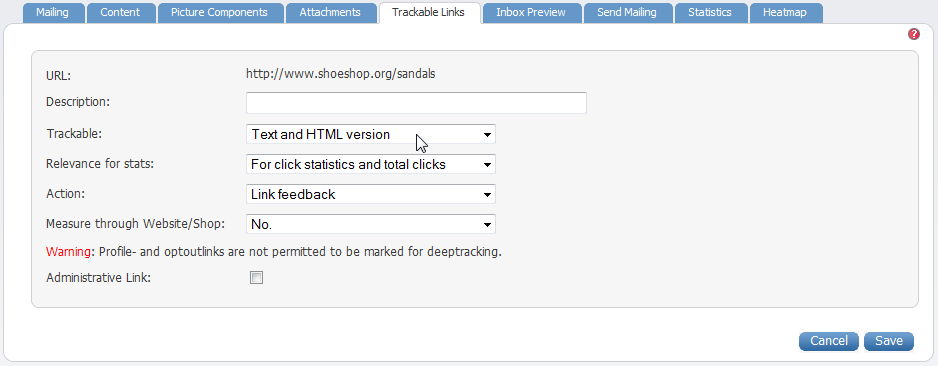 Mailing Content Picture Components Attachments Trackable Links Inbox Preview Send Mailing Statistics Heatmap
?
URL: http://www.shoeshop.org/sandals
Description:
Trackable: Text and HTML version
Relevance for stats: For click statistics and total clicks
Action: Link feedback
Measure through Website/Shop: No.
Warning: Profile- and optoutlinks are not permitted to be marked for deeptracking.
Administrative Link:
Cancel Save